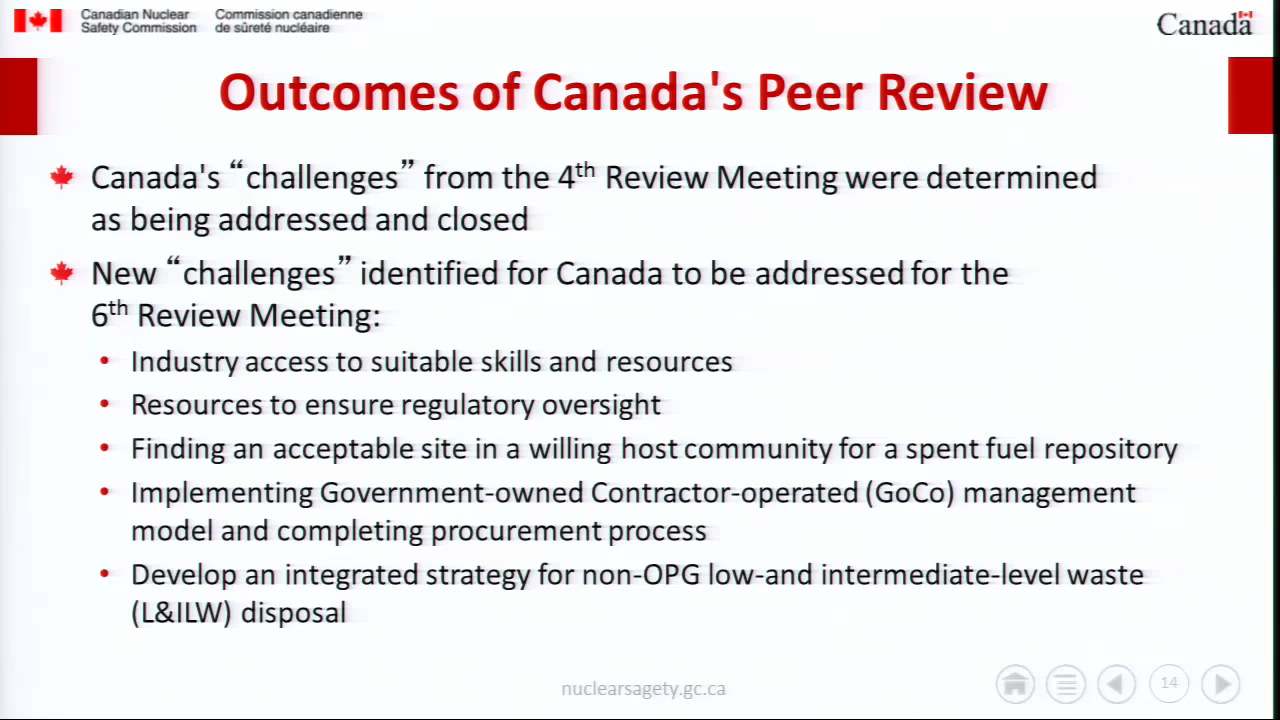 Canadian Nuclear
Safety Commission
Commission canadienne
de sûreté nucléaire
Canada
Outcomes of Canada's Peer Review
Canada's “challenges” from the 4th Review Meeting were determined
as being addressed and closed
New “challenges” identified for Canada to be addressed for the
6th Review Meeting:
• Industry access to suitable skills and resources
• Resources to ensure regulatory oversight
• Finding an acceptable site in a willing host community for a spent fuel repository
• Implementing Government-owned Contractor-operated (GoCo) management
model and completing procurement process
• Develop an integrated strategy for non-OPG low-and intermediate-level waste
(L&ILW) disposal
nuclearsagety.gc.ca
14